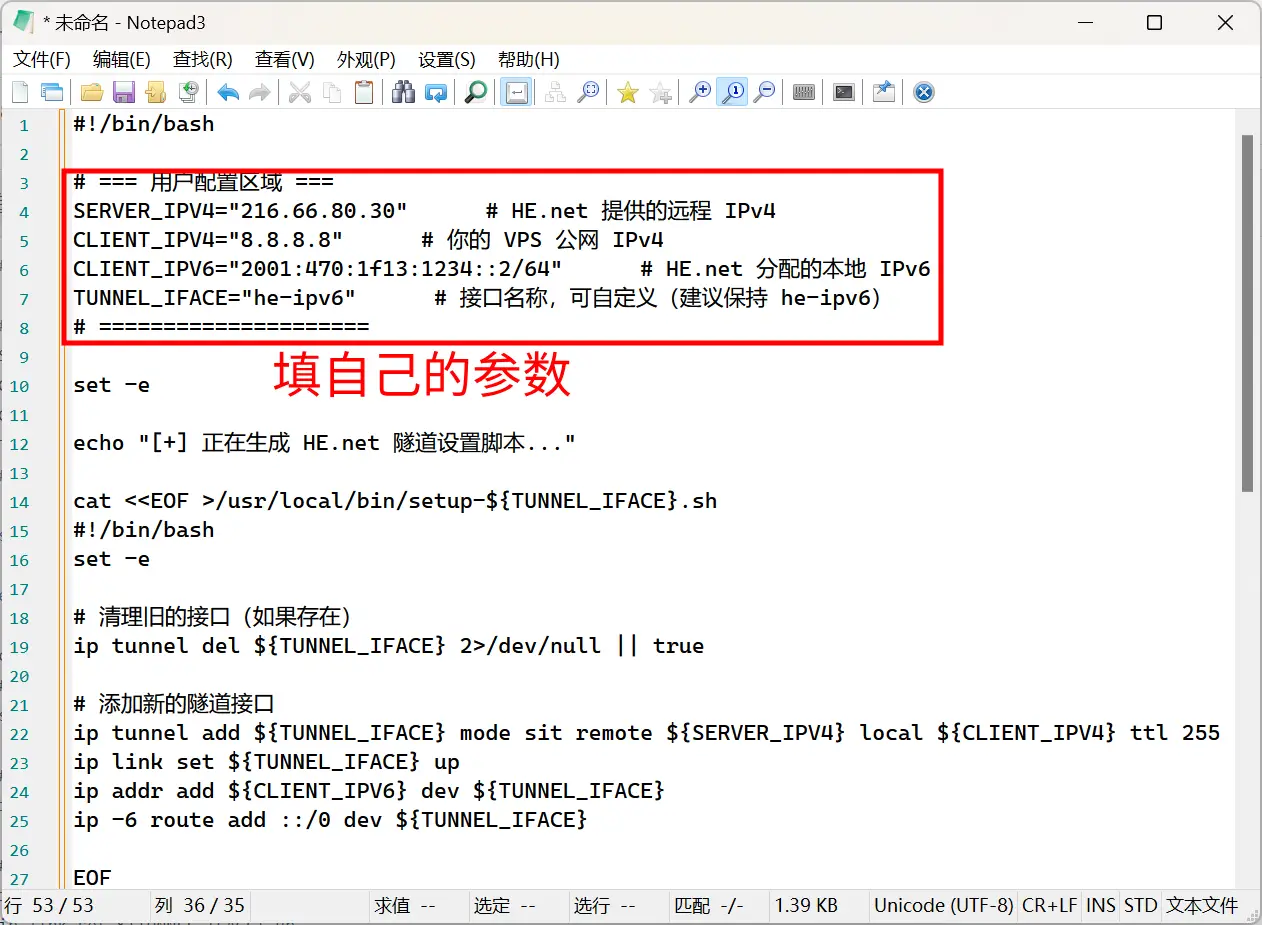 * 未命名 - Notepad3
文件(F) 编辑(E) 查找(R) 查看(V) 外观(P) 设置(S) 帮助(H)
1 #!/bin/bash
2
3 # === 用户配置区域 ===
4 SERVER_IPV4="216.66.80.30"      # HE.net 提供的远程 IPv4
5 CLIENT_IPV4="8.8.8.8"      # 你的 VPS 公网 IPv4
6 CLIENT_IPV6="2001:470:1f13:1234::2/64"      # HE.net 分配的本地 IPv6
7 TUNNEL_IFACE="he-ipv6"      # 接口名称，可自定义（建议保持 he-ipv6）
8 # =====================
填自己的参数
9
10 set -e
11
12 echo "[+] 正在生成 HE.net 隧道设置脚本..."
13
14 cat <<EOF >/usr/local/bin/setup-${TUNNEL_IFACE}.sh
15 #!/bin/bash
16 set -e
17
18 # 清理旧的接口（如果存在）
19 ip tunnel del ${TUNNEL_IFACE} 2>/dev/null || true
20
21 # 添加新的隧道接口
22 ip tunnel add ${TUNNEL_IFACE} mode sit remote ${SERVER_IPV4} local ${CLIENT_IPV4} ttl 255
23 ip link set ${TUNNEL_IFACE} up
24 ip addr add ${CLIENT_IPV6} dev ${TUNNEL_IFACE}
25 ip -6 route add ::/0 dev ${TUNNEL_IFACE}
26
27 EOF
行 53 / 53 列 36 / 35 求值 -- 选定 -- 选行 -- 匹配 -/- 1.39 KB Unicode (UTF-8) CR+LF INS STD 文本文件